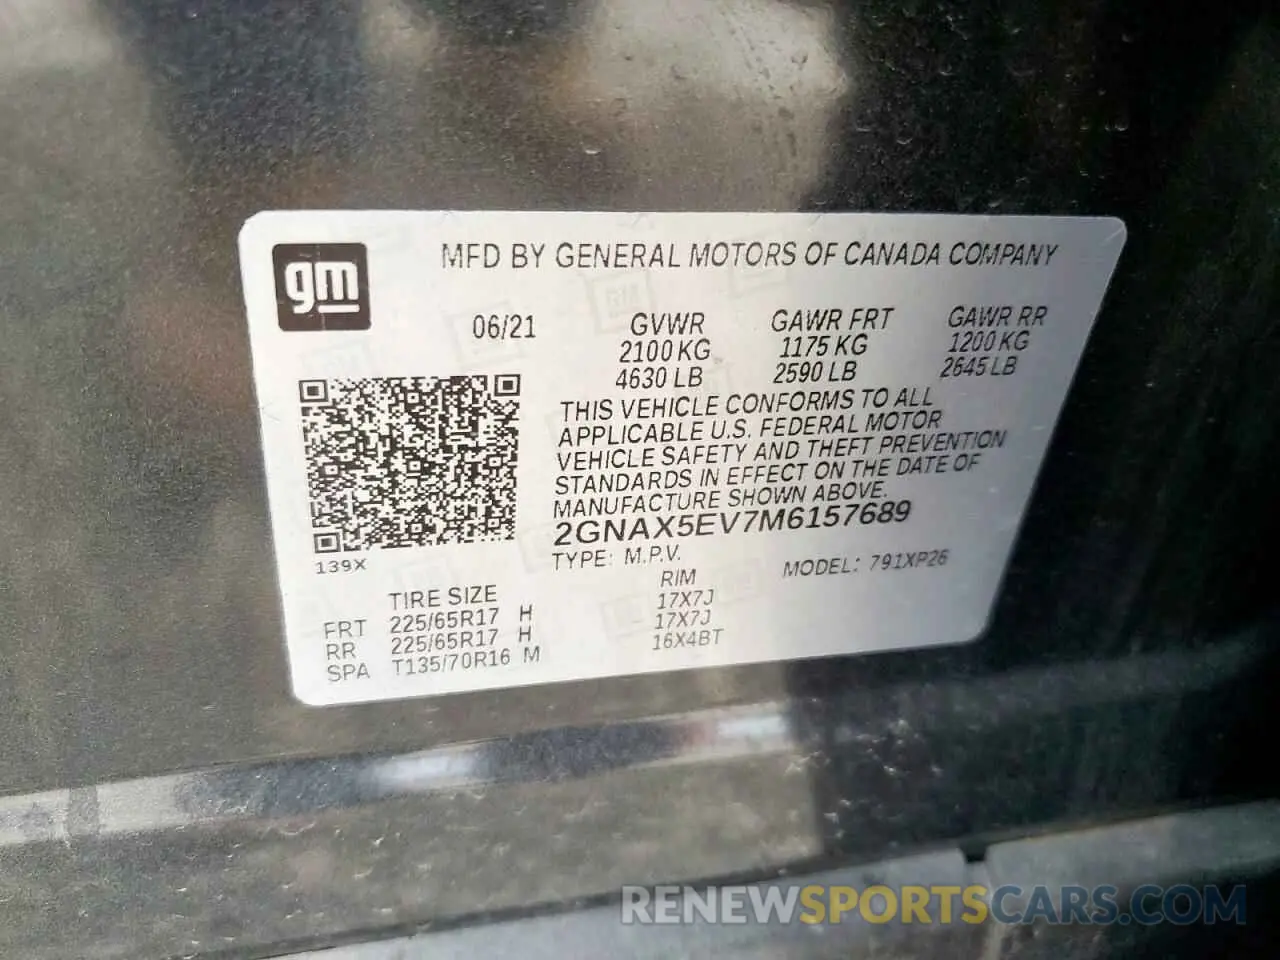 gm
MFD BY GENERAL MOTORS OF CANADA COMPANY
06/21
GVWR
2100 KG
4630 LB
GAWR FRT
1175 KG
2590 LB
GAWR RR
1200 KG
2645 LB
THIS VEHICLE CONFORMS TO ALL
APPLICABLE U.S. FEDERAL MOTOR
VEHICLE SAFETY AND THEFT PREVENTION
STANDARDS IN EFFECT ON THE DATE OF
MANUFACTURE SHOWN ABOVE.
2GNAX5EV7M6157689
TYPE: M.P.V.
MODEL: 791XP26
139X
TIRE SIZE RIM
FRT 225/65R17 H 17X7J
RR 225/65R17 H 17X7J
SPA T135/70R16 M 16X4BT
RENEWSPORTSCARS.COM